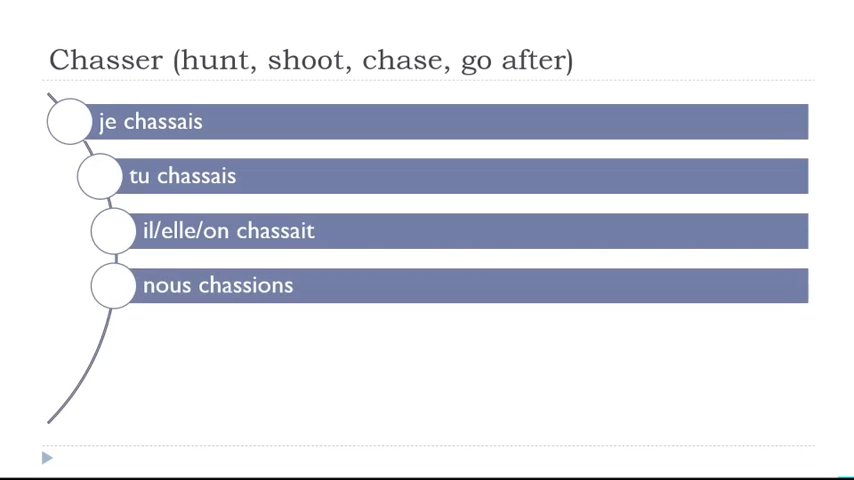 Chasser (hunt, shoot, chase, go after)
je chassais
tu chassais
il/elle/on chassait
nous chassions